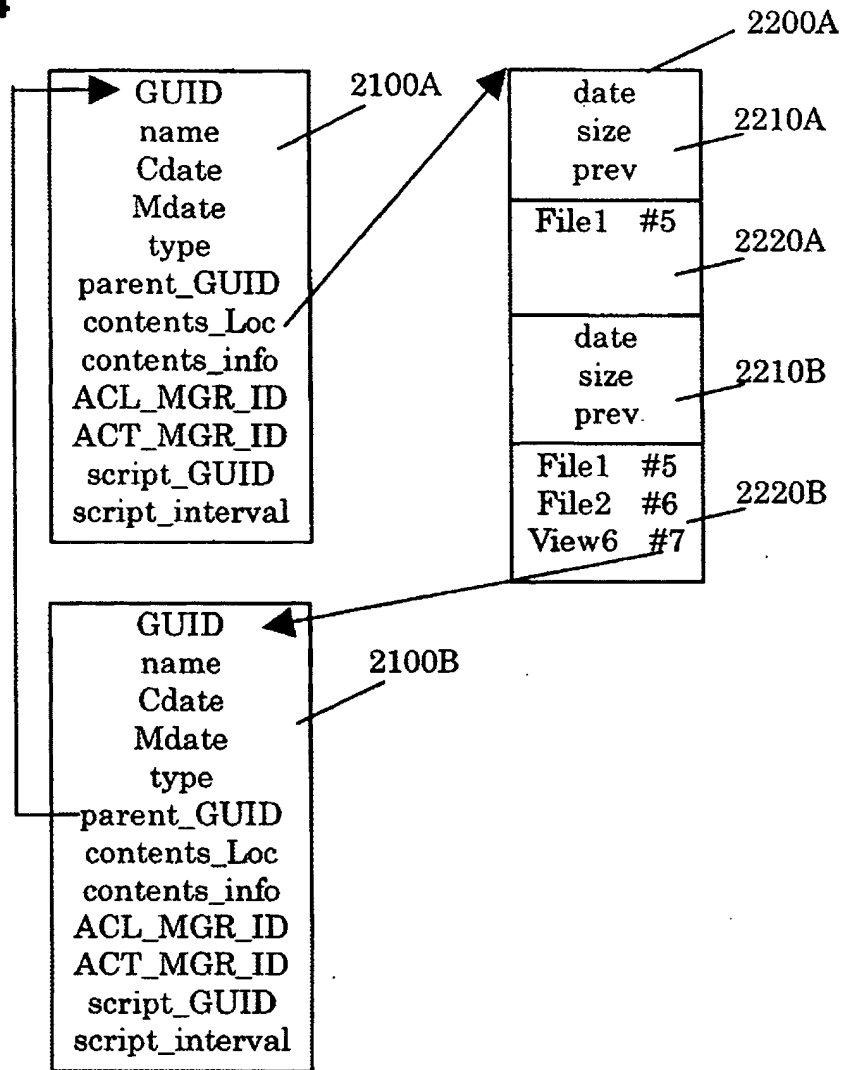 2200A
GUID
name
Cdate
Mdate
type
parent_GUID
contents_Loc
contents_info
ACL_MGR_ID
ACT_MGR_ID
script_GUID
script_interval
2100A
date
size
prev
2210A
File1 #5
2220A
date
size
prev
2210B
File1 #5
File2 #6
View6 #7
2220B
GUID
name
Cdate
Mdate
type
parent_GUID
contents_Loc
contents_info
ACL_MGR_ID
ACT_MGR_ID
script_GUID
script_interval
2100B